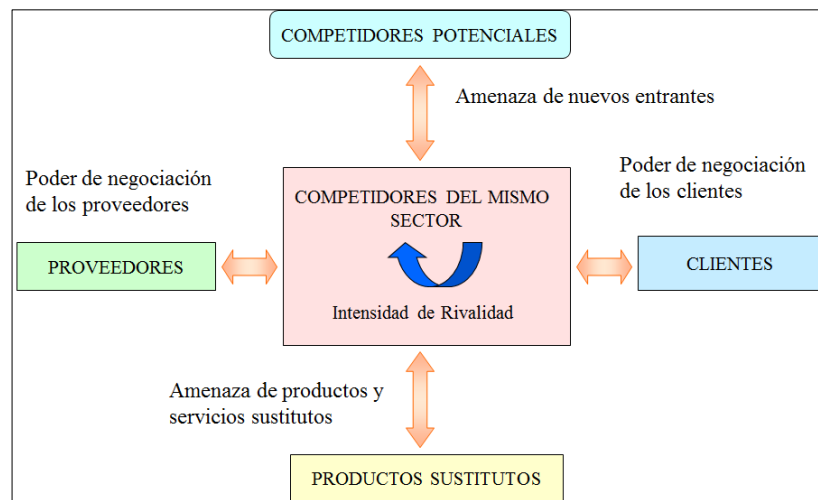 COMPETIDORES POTENCIALES
Amenaza de nuevos entrantes
Poder de negociación
de los proveedores
COMPETIDORES DEL MISMO
SECTOR
Poder de negociación
de los clientes
PROVEEDORES
CLIENTES
Intensidad de Rivalidad
Amenaza de productos y
servicios sustitutos
PRODUCTOS SUSTITUTOS